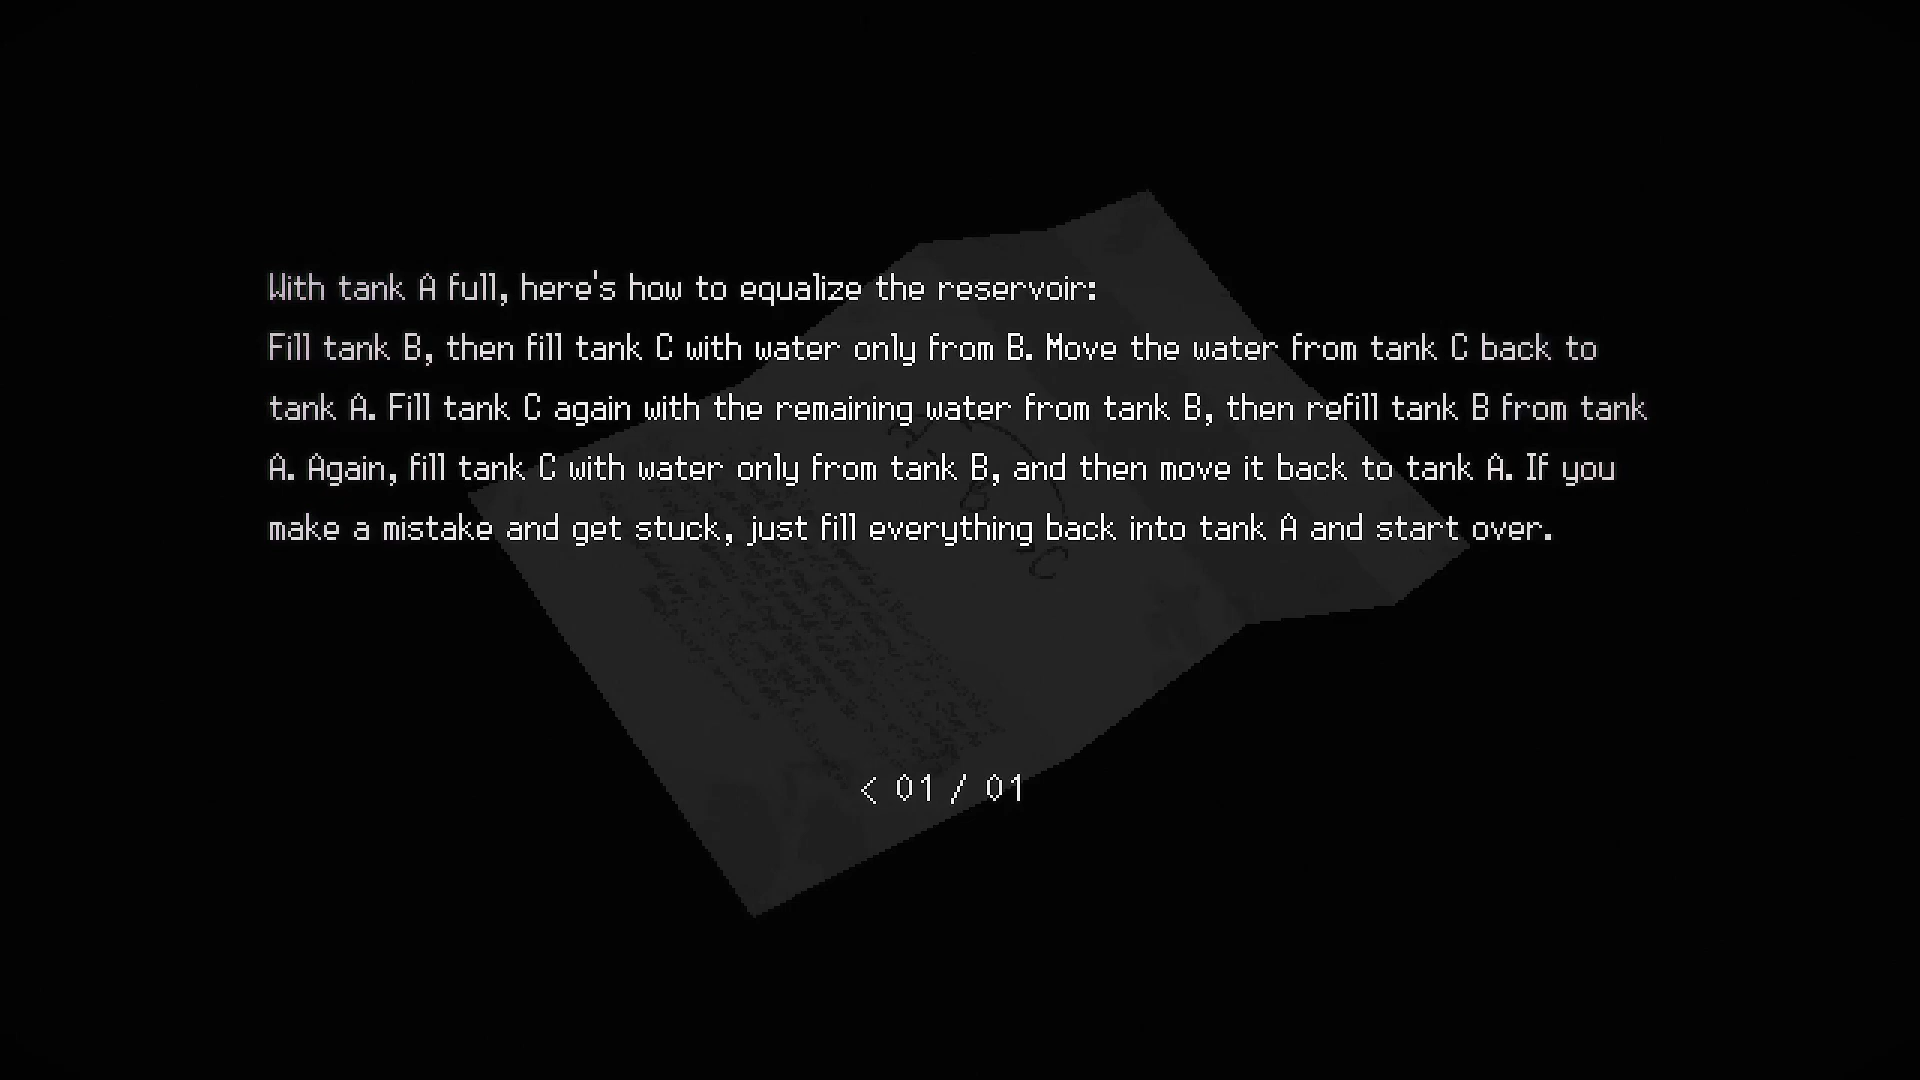 With tank A full, here's how to equalize the reservoir:
Fill tank B, then fill tank C with water only from B. Move the water from tank C back to
tank A. Fill tank C again with the remaining water from tank B, then refill tank B from tank
A. Again, fill tank C with water only from tank B, and then move it back to tank A. If you
make a mistake and get stuck, just fill everything back into tank A and start over.
< 01 / 01